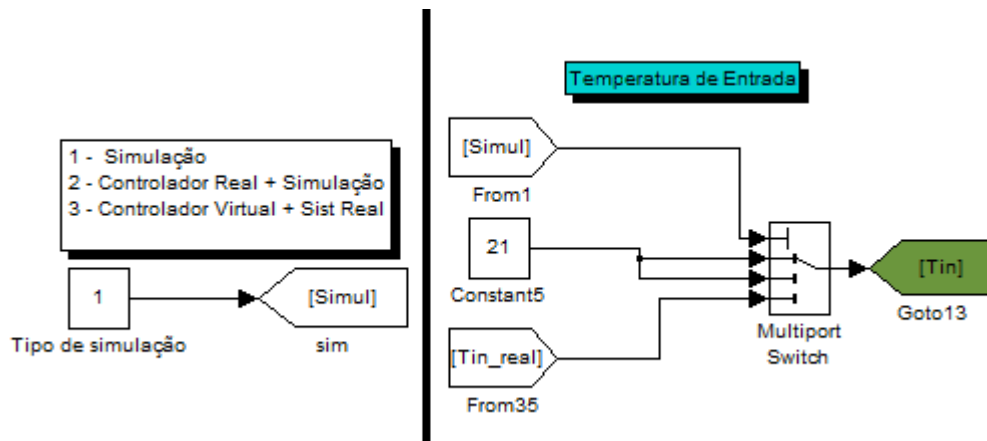 1 - Simulação
2 - Controlador Real + Simulação
3 - Controlador Virtual + Sist Real
1
Tipo de simulação
[Simul]
sim
Temperatura de Entrada
[Simul]
From1
21
Constant5
[Tin_real]
From35
Multiport
Switch
[Tin]
Goto13